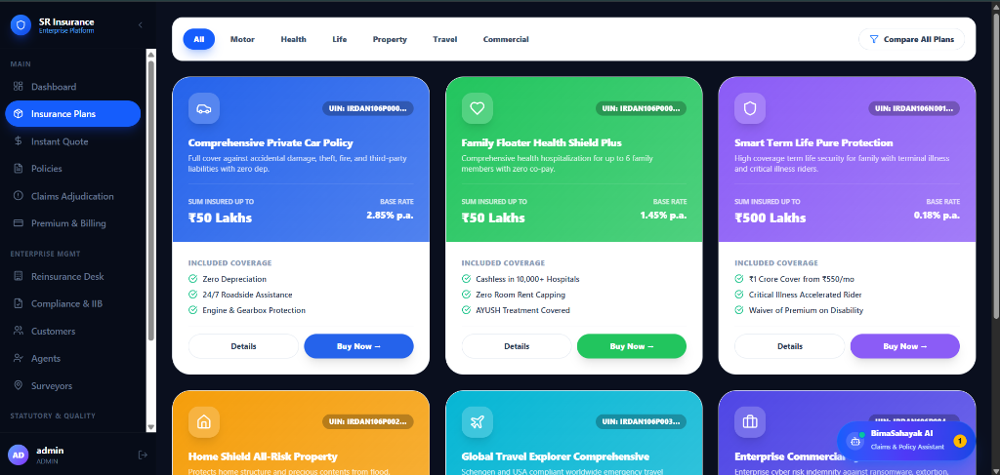 SR Insurance
Enterprise Platform
MAIN
Dashboard
Insurance Plans
Instant Quote
Policies
Claims Adjudication
Premium & Billing
ENTERPRISE MGMT
Reinsurance Desk
Compliance & IIB
Customers
Agents
Surveyors
STATUTORY & QUALITY
AD
admin
ADMIN
All
Motor
Health
Life
Property
Travel
Commercial
Compare All Plans
UIN: IRDAN106P000...
Comprehensive Private Car Policy
Full cover against accidental damage, theft, fire, and third-party
liabilities with zero dep.
SUM INSURED UP TO
BASE RATE
₹50 Lakhs
2.85% p.a.
INCLUDED COVERAGE
Zero Depreciation
24/7 Roadside Assistance
Engine & Gearbox Protection
Details
Buy Now →
UIN: IRDAN106P000...
Family Floater Health Shield Plus
Comprehensive health hospitalization for up to 6 family
members with zero co-pay.
SUM INSURED UP TO
BASE RATE
₹50 Lakhs
1.45% p.a.
INCLUDED COVERAGE
Cashless in 10,000+ Hospitals
Zero Room Rent Capping
AYUSH Treatment Covered
Details
Buy Now →
UIN: IRDAN106N001...
Smart Term Life Pure Protection
High coverage term life security for family with terminal illness
and critical illness riders.
SUM INSURED UP TO
BASE RATE
₹500 Lakhs
0.18% p.a.
INCLUDED COVERAGE
₹1 Crore Cover from ₹550/mo
Critical Illness Accelerated Rider
Waiver of Premium on Disability
Details
Buy Now →
UIN: IRDAN106P002...
Home Shield All-Risk Property
Protects home structure and precious contents from flood,
UIN: IRDAN106P003...
Global Travel Explorer Comprehensive
Schengen and USA compliant worldwide emergency travel
Enterprise
Enterprise cyber risk indemnity against ransomware, extortion,
BimaSahayak AI
Claims & Policy Assistant
1